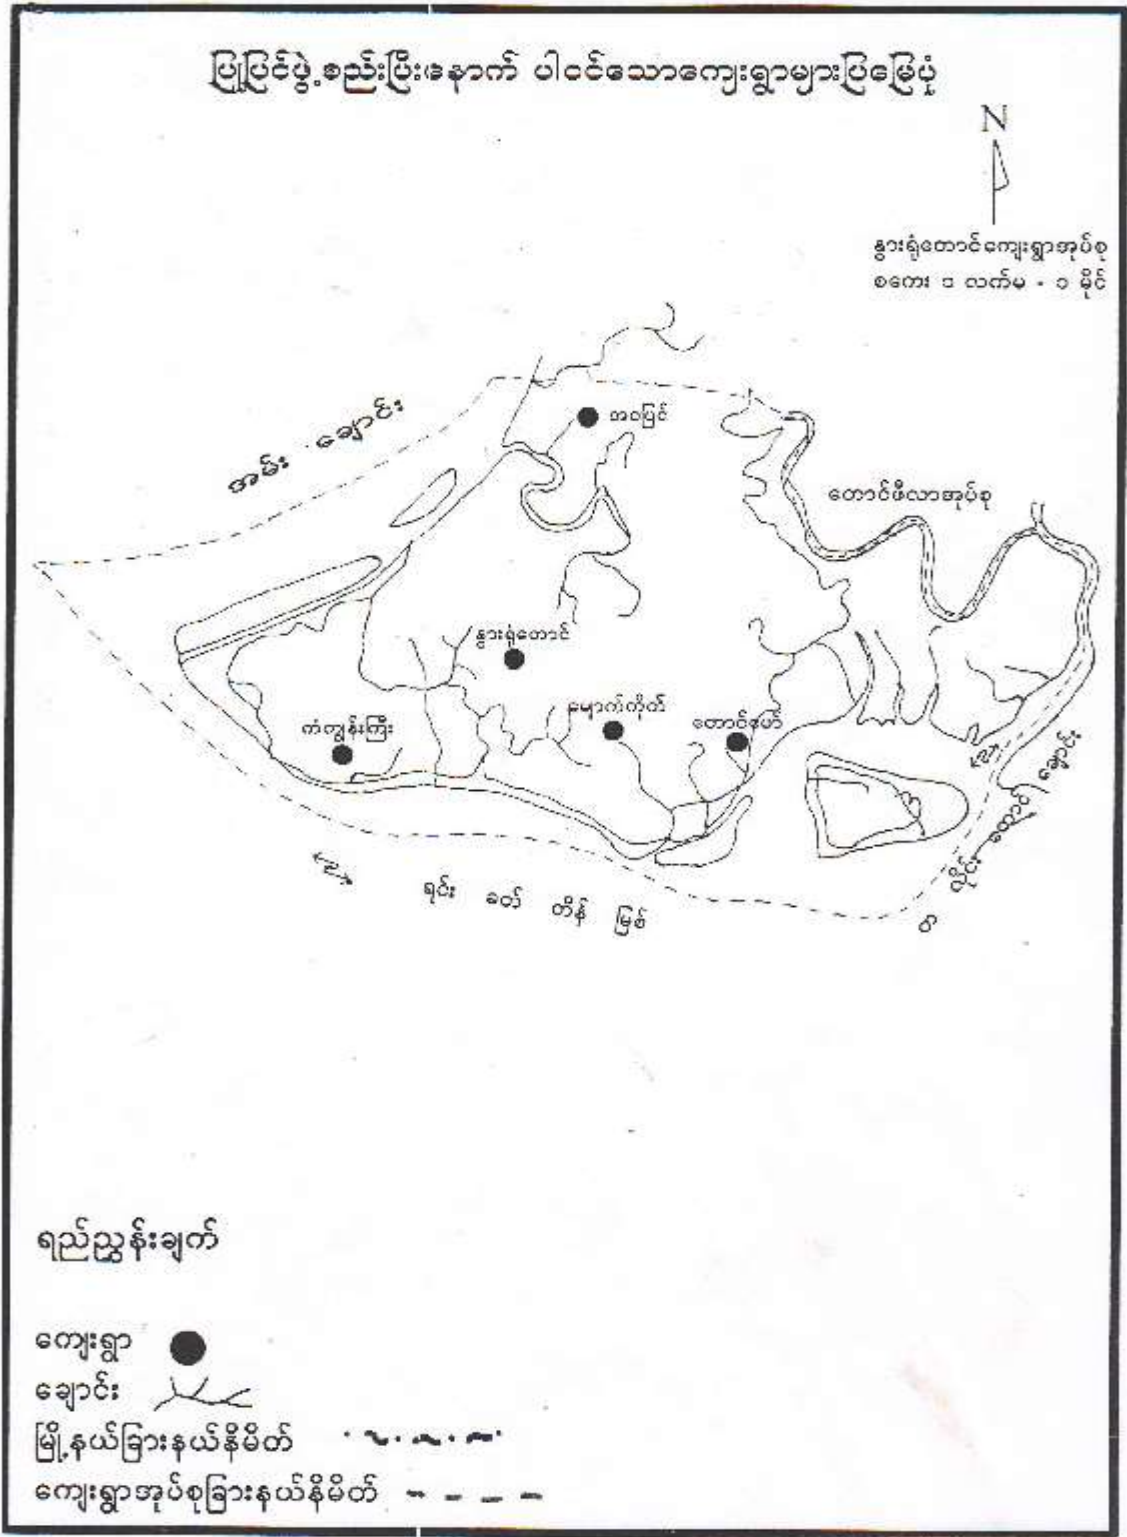 ပြုပြင်ဖွဲ့စည်းပြီးနောက် ပါဝင်သောကျေးရွာများပြမြေပုံ
N
နွားရုံတောင်ကျေးရွာအုပ်စု
စကေး ၁ လက်မ - ၁ မိုင်
အမ်း ချောင်း
အဝပြင်
တောင်ဖီလာအုပ်စု
နွားရုံတောင်
မျှောက်ကိုတ်
တောင်ဖော်
ကံကျွန်းကြီး
ရင်း ခတ် တိန် မြစ်
တောင် ချောင်း
ရည်ညွှန်းချက်
ကျေးရွာ
ချောင်း
မြို့နယ်ခြားနယ်နိမိတ်
ကျေးရွာအုပ်စုခြားနယ်နိမိတ်